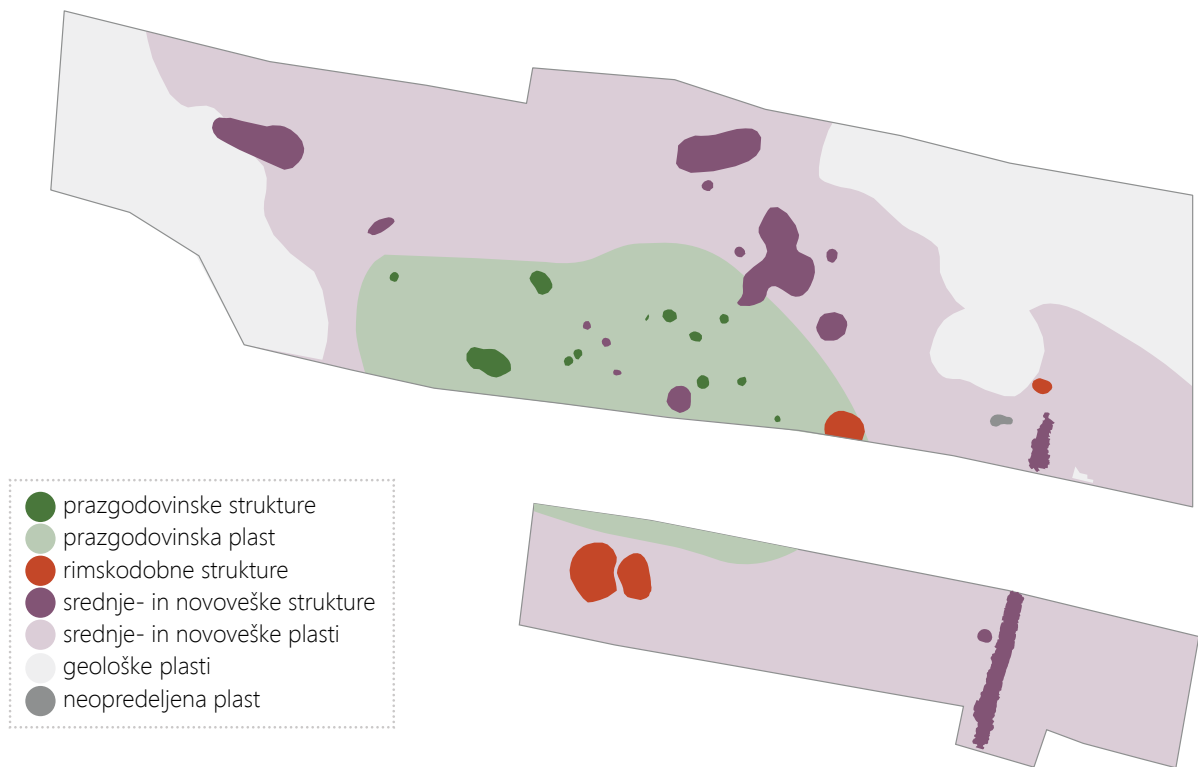 prazgodovinske strukture
prazgodovinska plast
rimskodobne strukture
srednje- in novoveške strukture
srednje- in novoveške plasti
geološke plasti
neopredeljena plast